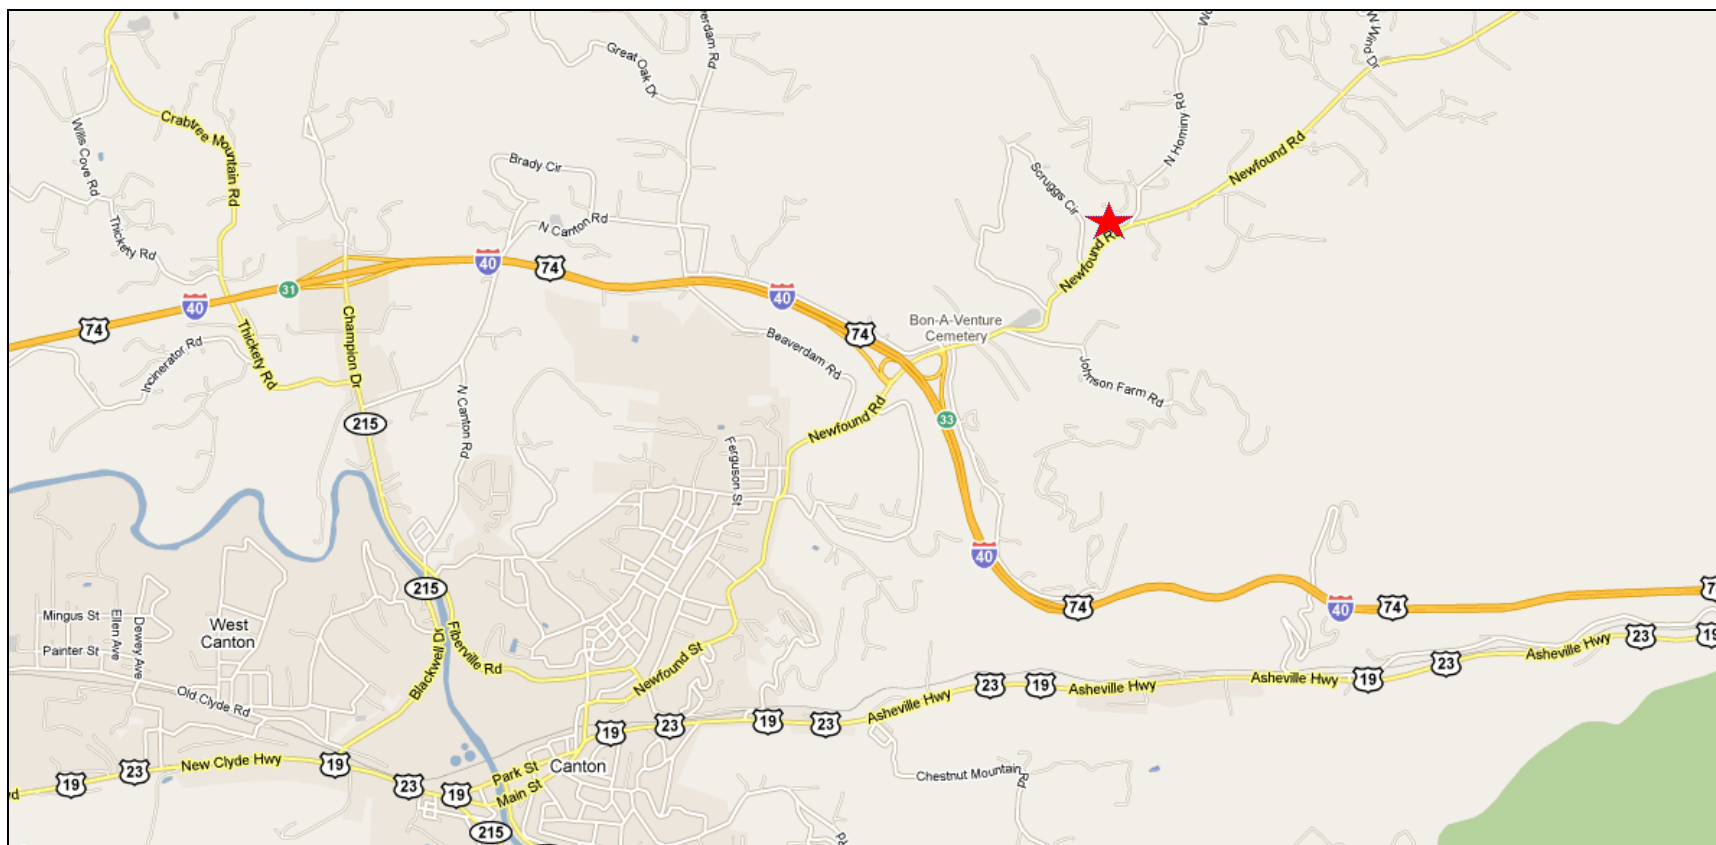 Great Oak Dr
Crabtree Mountain Rd
Willis Cove Rd
N Hominy Rd
Newfound Rd
Brady Cir
Scruggs Cir
N Canton Rd
Thickety Rd
Newfound Rd
40
74
31
40
40
74
74
Bon-A-Venture
Cemetery
Champion Dr
Thickety Rd
Incinerator Rd
Beaverdam Rd
Johnson Farm Rd
N Canton Rd
Newfound Rd
33
215
Ferguson St
40
215
74
40
74
Mingus St
Ellen Ave
Dewey Ave
West
Canton
Painter St
Fiberville Rd
Blackwell Dr
Newfound St
Old Clyde Rd
Asheville Hwy
23
19
23
19
Asheville Hwy
Asheville Hwy
19
23
Asheville Hwy
19
23
19
23
New Clyde Hwy
19
23
19
23
19
Park St
Main St
Canton
Chestnut Mountain Rd
215